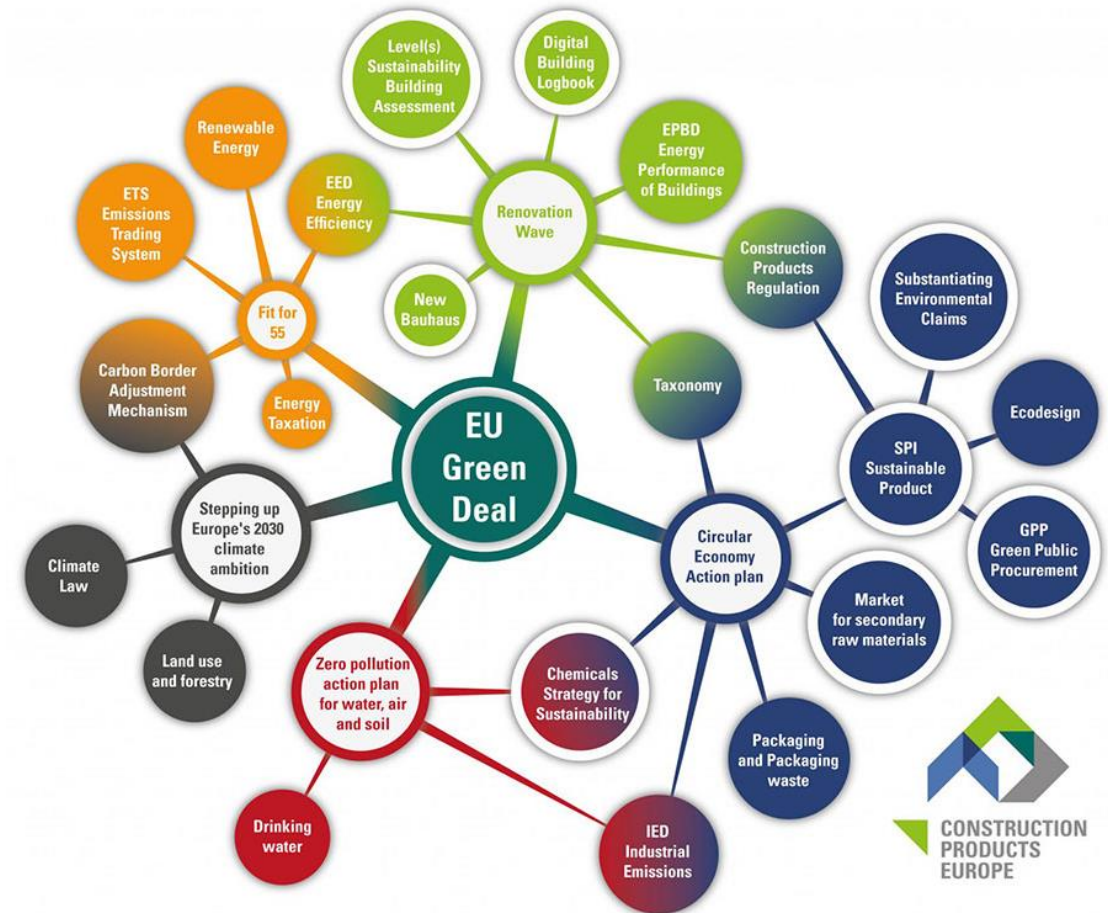 Level(s)
Sustainability
Building
Assessment
Digital
Building
Logbook
Renewable
Energy
EPBD
Energy
Performance
of Buildings
ETS
Emissions
Trading
System
EED
Energy
Efficiency
Renovation
Wave
Construction
Products
Regulation
Substantiating
Environmental
Claims
New
Bauhaus
Fit for
55
Carbon Border
Adjustment
Mechanism
Energy
Taxation
Taxonomy
Ecodesign
EU
Green
Deal
SPI
Sustainable
Product
Stepping up
Europe's 2030
climate
ambition
Circular
Economy
Action plan
GPP
Green Public
Procurement
Climate
Law
Market
for secondary
raw materials
Land use
and forestry
Zero pollution
action plan
for water, air
and soil
Chemicals
Strategy for
Sustainability
Packaging
and Packaging
waste
Drinking
water
IED
Industrial
Emissions
CONSTRUCTION
PRODUCTS
EUROPE